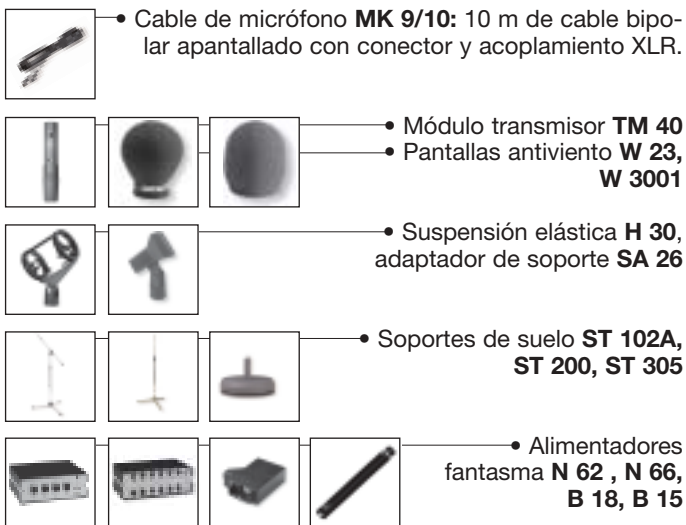 • Cable de micrófono MK 9/10: 10 m de cable bipo-
lar apantallado con conector y acoplamiento XLR.
• Módulo transmisor TM 40
• Pantallas antiviento W 23,
W 3001
• Suspensión elástica H 30,
adaptador de soporte SA 26
• Soportes de suelo ST 102A,
ST 200, ST 305
• Alimentadores
fantasma N 62 , N 66,
B 18, B 15